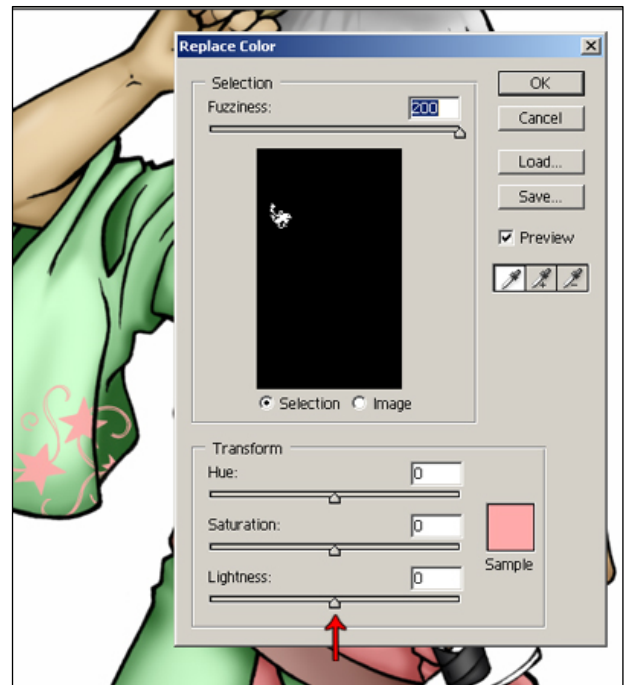 Replace Color
Selection
Fuzziness: 200
OK
Cancel
Load...
Save...
Preview
Selection Image
Transform
Hue: 0
Saturation: 0
Lightness: 0
Sample